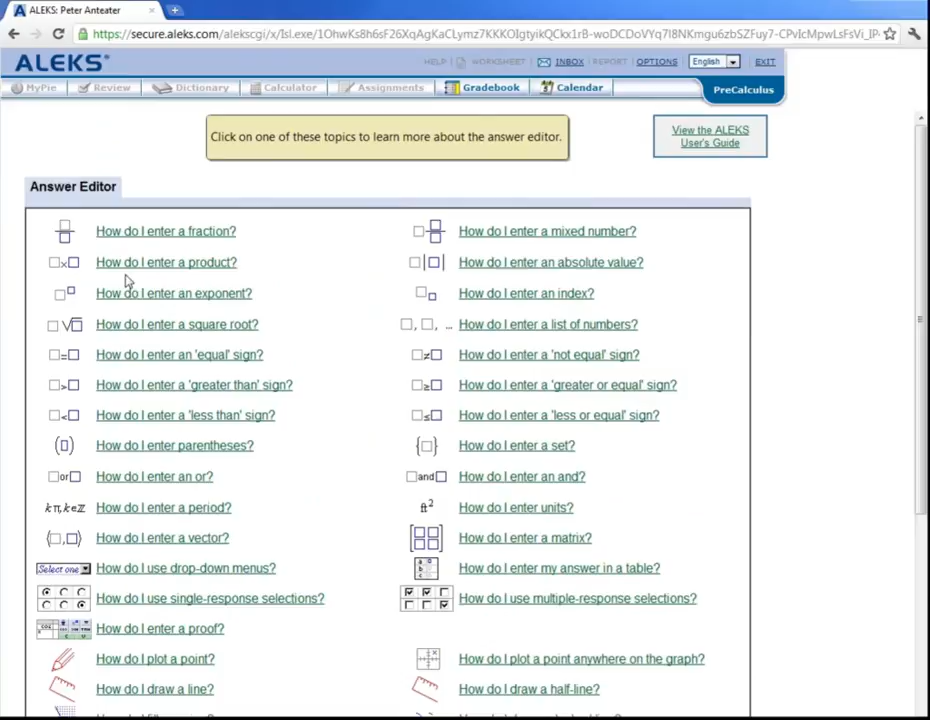 ALEKS: Peter Anteater
https://secure.aleks.com/alekscgi/x/Isl.exe/
ALEKS
HELP WORKSHEET INBOX REPORT OPTIONS English EXIT
MyPie Review Dictionary Calculator Assignments Gradebook Calendar PreCalculus
Click on one of these topics to learn more about the answer editor.
View the ALEKS
User's Guide
Answer Editor
How do I enter a fraction? How do I enter a mixed number?
How do I enter a product? How do I enter an absolute value?
How do I enter an exponent? How do I enter an index?
How do I enter a square root? How do I enter a list of numbers?
How do I enter an 'equal' sign? How do I enter a 'not equal' sign?
How do I enter a 'greater than' sign? How do I enter a 'greater or equal' sign?
How do I enter a 'less than' sign? How do I enter a 'less or equal' sign?
How do I enter parentheses? How do I enter a set?
or How do I enter an or? and How do I enter an and?
kπ,k∈ℤ How do I enter a period? ft² How do I enter units?
How do I enter a vector? How do I enter a matrix?
Select one How do I use drop-down menus? How do I enter my answer in a table?
How do I use single-response selections? How do I use multiple-response selections?
How do I enter a proof?
How do I plot a point? How do I plot a point anywhere on the graph?
How do I draw a line? How do I draw a half-line?